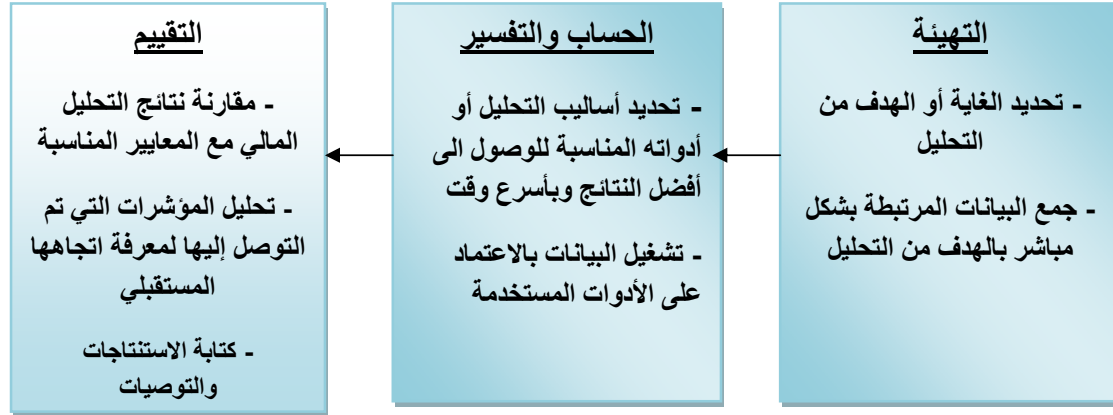 التهيئة
- تحديد الغاية أو الهدف من
التحليل
- جمع البيانات المرتبطة بشكل
مباشر بالهدف من التحليل
الحساب والتفسير
- تحديد أساليب التحليل أو
أدواته المناسبة للوصول الى
أفضل النتائج وبأسرع وقت
- تشغيل البيانات بالاعتماد
على الأدوات المستخدمة
التقييم
- مقارنة نتائج التحليل
المالي مع المعايير المناسبة
- تحليل المؤشرات التي تم
التوصل إليها لمعرفة اتجاهها
المستقبلي
- كتابة الاستنتاجات
والتوصيات